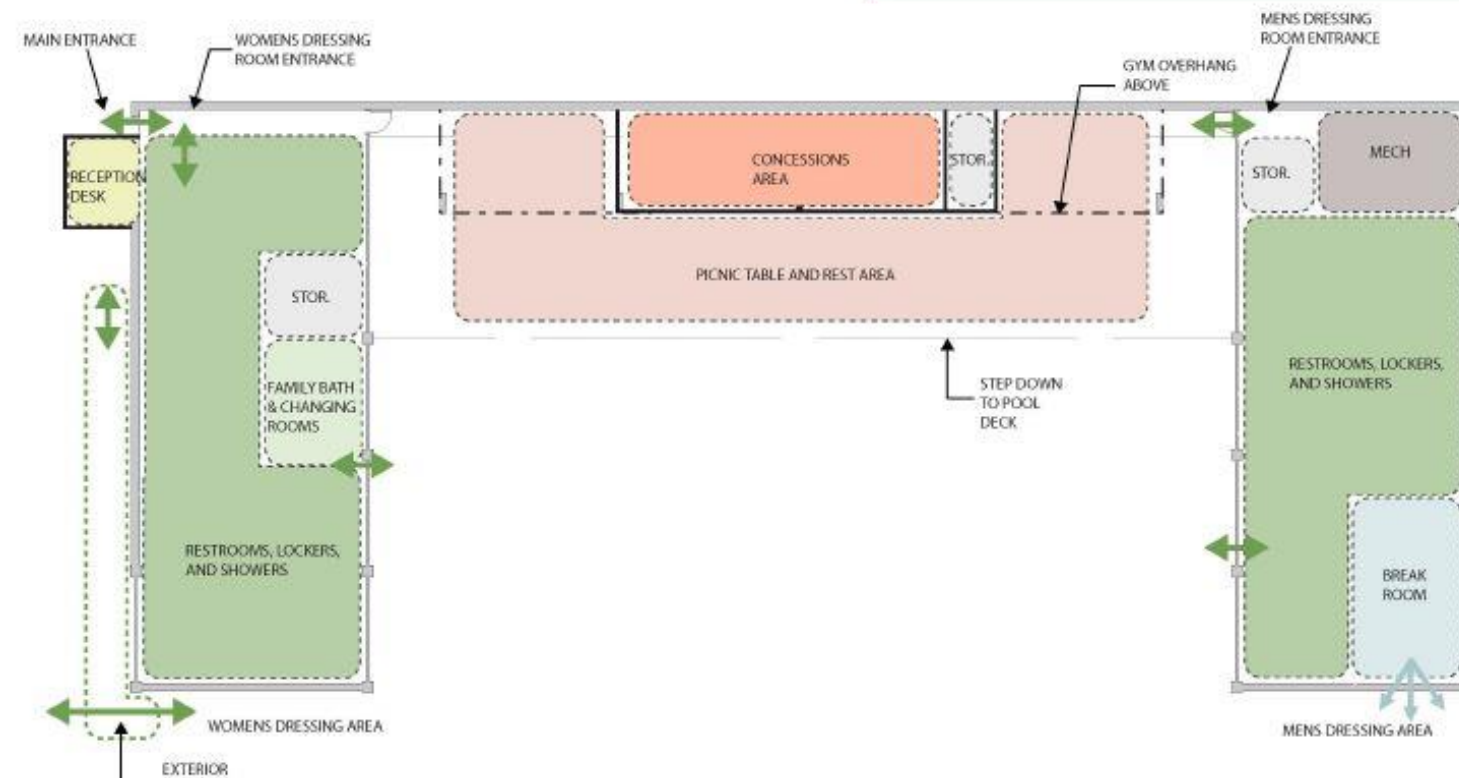 MAIN ENTRANCE
WOMENS DRESSING
ROOM ENTRANCE
MENS DRESSING
ROOM ENTRANCE
GYM OVERHANG
ABOVE
RECEPTION
DESK
CONCESSIONS
AREA
STOR.
STOR.
MECH
PICNIC TABLE AND REST AREA
STOR.
FAMILY BATH
& CHANGING
ROOMS
STEP DOWN
TO POOL
DECK
RESTROOMS, LOCKERS,
AND SHOWERS
RESTROOMS, LOCKERS,
AND SHOWERS
BREAK
ROOM
WOMENS DRESSING AREA
MENS DRESSING AREA
EXTERIOR